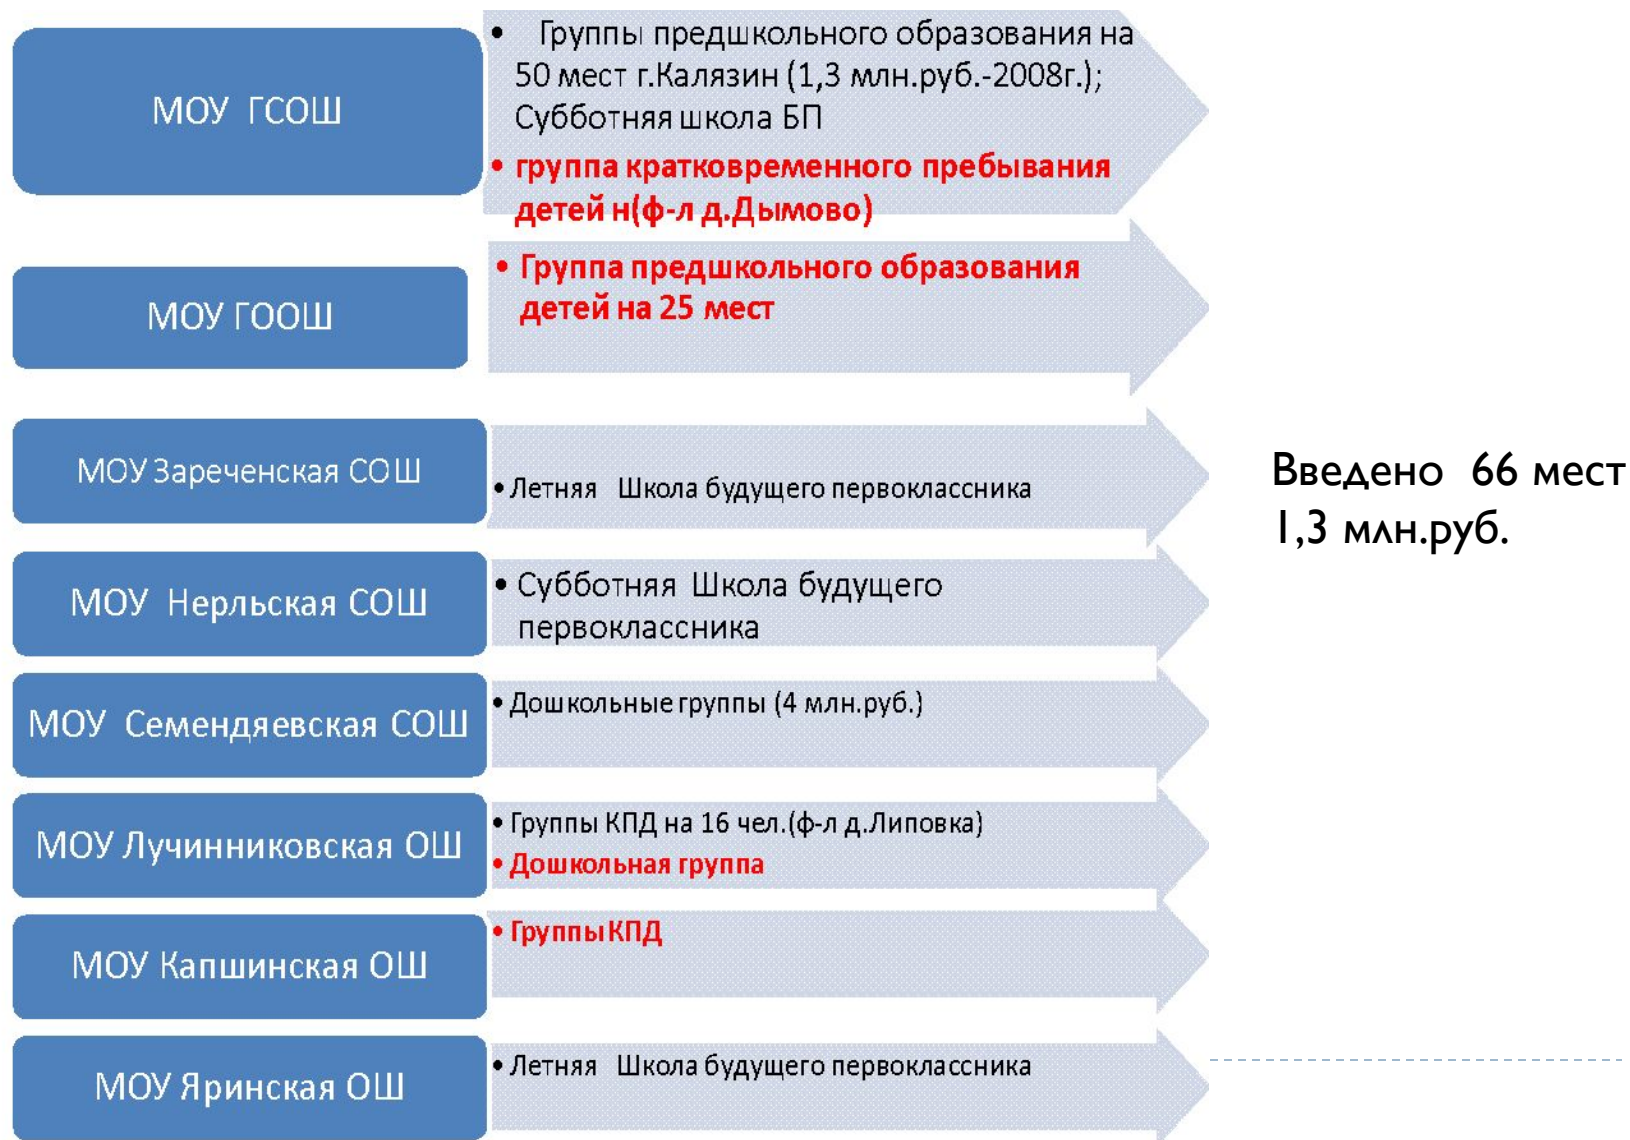 МОУ ГСОШ
• Группы предшкольного образования на
50 мест г.Калязин (1,3 млн.руб.-2008г.);
Субботняя школа БП
• группа кратковременного пребывания
детей н(ф-л д.Дымово)
МОУ ГООШ
• Группа предшкольного образования
детей на 25 мест
МОУ Зареченская СОШ
• Летняя Школа будущего первоклассника
МОУ Нерльская СОШ
• Субботняя Школа будущего
первоклассника
МОУ Семендяевская СОШ
• Дошкольные группы (4 млн.руб.)
МОУ Лучинниковская ОШ
• Группы КПД на 16 чел.(ф-л д.Липовка)
• Дошкольная группа
МОУ Капшинская ОШ
• Группы КПД
МОУ Яринская ОШ
• Летняя Школа будущего первоклассника
Введено 66 мест
1,3 млн.руб.